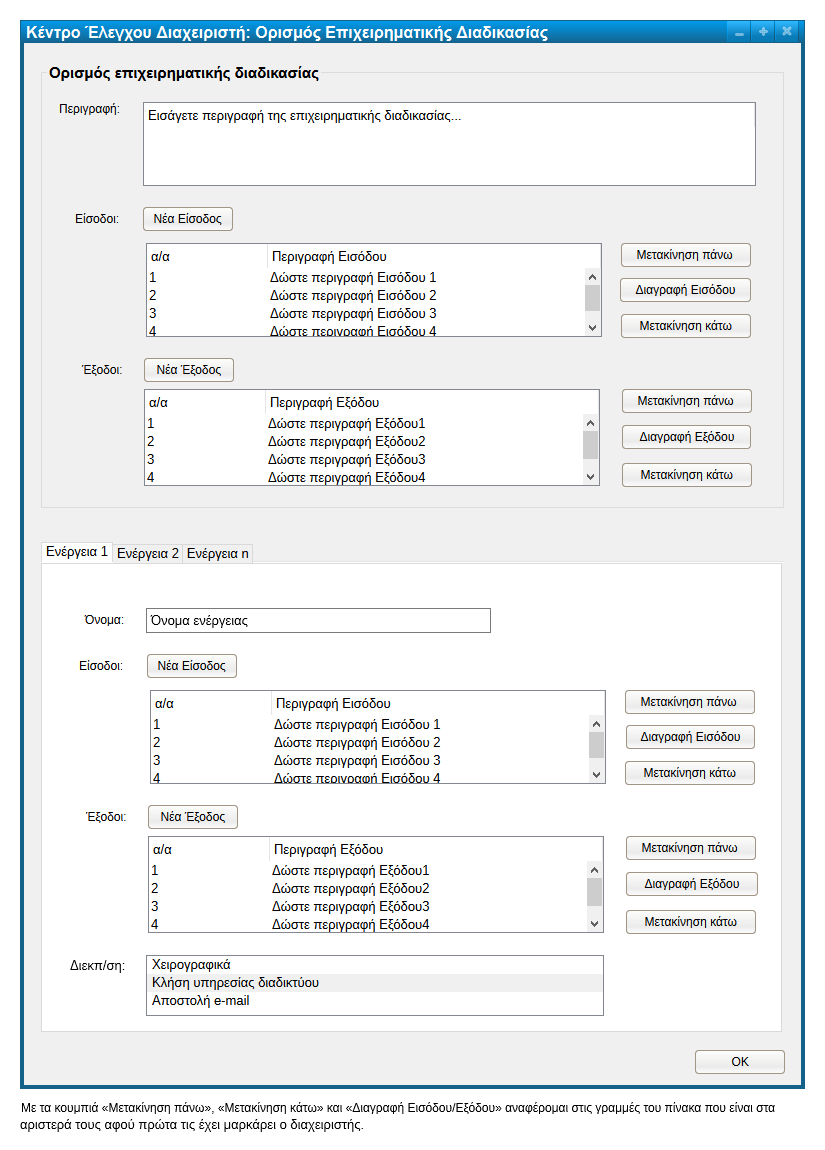 Κέντρο Έλεγχου Διαχειριστή: Ορισμός Επιχειρηματικής Διαδικασίας
Ορισμός επιχειρηματικής διαδικασίας
Περιγραφή:
Εισάγετε περιγραφή της επιχειρηματικής διαδικασίας...
Είσοδοι: Νέα Είσοδος
α/α Περιγραφή Εισόδου
1 Δώστε περιγραφή Εισόδου 1
2 Δώστε περιγραφή Εισόδου 2
3 Δώστε περιγραφή Εισόδου 3
4 Δώστε περιγραφή Εισόδου 4
Μετακίνηση πάνω
Διαγραφή Εισόδου
Μετακίνηση κάτω
Έξοδοι: Νέα Έξοδος
α/α Περιγραφή Εξόδου
1 Δώστε περιγραφή Εξόδου1
2 Δώστε περιγραφή Εξόδου2
3 Δώστε περιγραφή Εξόδου3
4 Δώστε περιγραφή Εξόδου4
Μετακίνηση πάνω
Διαγραφή Εξόδου
Μετακίνηση κάτω
Ενέργεια 1 Ενέργεια 2 Ενέργεια n
Όνομα: Όνομα ενέργειας
Είσοδοι: Νέα Είσοδος
α/α Περιγραφή Εισόδου
1 Δώστε περιγραφή Εισόδου 1
2 Δώστε περιγραφή Εισόδου 2
3 Δώστε περιγραφή Εισόδου 3
4 Δώστε περιγραφή Εισόδου 4
Μετακίνηση πάνω
Διαγραφή Εισόδου
Μετακίνηση κάτω
Έξοδοι: Νέα Έξοδος
α/α Περιγραφή Εξόδου
1 Δώστε περιγραφή Εξόδου1
2 Δώστε περιγραφή Εξόδου2
3 Δώστε περιγραφή Εξόδου3
4 Δώστε περιγραφή Εξόδου4
Μετακίνηση πάνω
Διαγραφή Εξόδου
Μετακίνηση κάτω
Διεκπ/ση: Χειρογραφικά
Κλήση υπηρεσίας διαδικτύου
Αποστολή e-mail
OK
Με τα κουμπιά «Μετακίνηση πάνω», «Μετακίνηση κάτω» και «Διαγραφή Εισόδου/Εξόδου» αναφέρομαι στις γραμμές του πίνακα που είναι στα
αριστερά τους αφού πρώτα τις έχει μαρκάρει ο διαχειριστής.